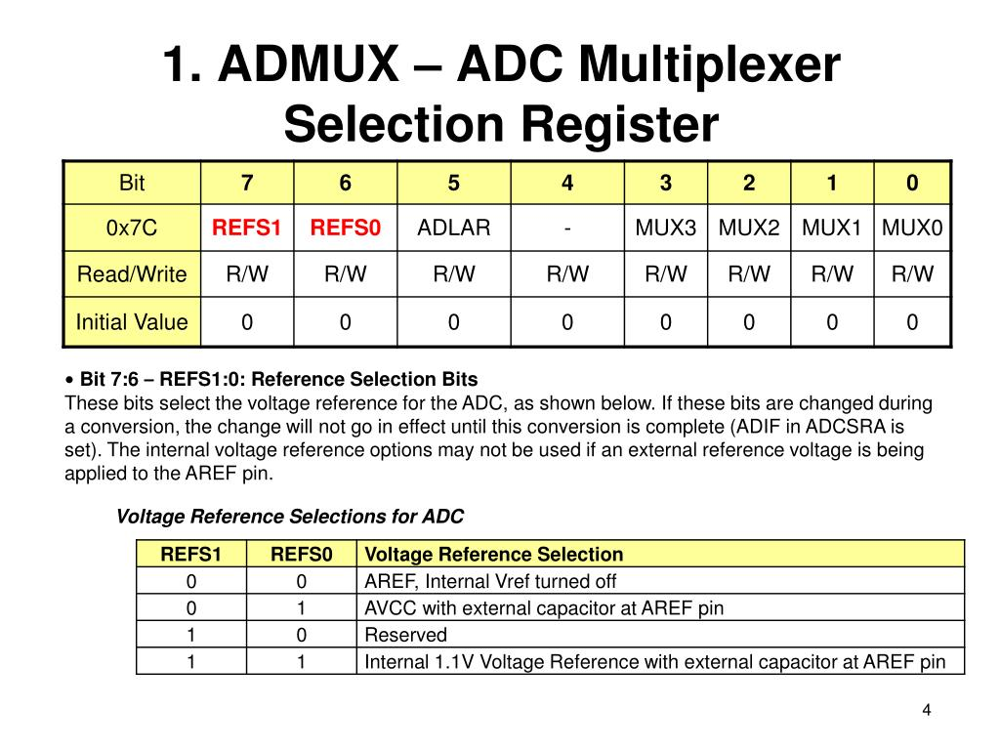 1. ADMUX – ADC Multiplexer
Selection Register
Bit 7 6 5 4 3 2 1 0
0x7C REFS1 REFS0 ADLAR - MUX3 MUX2 MUX1 MUX0
Read/Write R/W R/W R/W R/W R/W R/W R/W R/W
Initial Value 0 0 0 0 0 0 0 0
• Bit 7:6 – REFS1:0: Reference Selection Bits
These bits select the voltage reference for the ADC, as shown below. If these bits are changed during
a conversion, the change will not go in effect until this conversion is complete (ADIF in ADCSRA is
set). The internal voltage reference options may not be used if an external reference voltage is being
applied to the AREF pin.
Voltage Reference Selections for ADC
REFS1 REFS0 Voltage Reference Selection
0 0 AREF, Internal Vref turned off
0 1 AVCC with external capacitor at AREF pin
1 0 Reserved
1 1 Internal 1.1V Voltage Reference with external capacitor at AREF pin
4